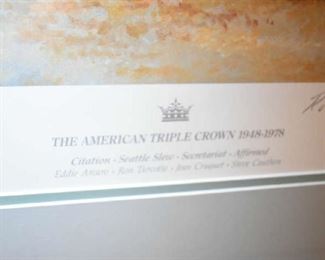 THE AMERICAN TRIPLE CROWN 1948-1978
Citation - Seattle Slew - Secretariat - Affirmed
Eddie Arcaro - Ron Turcotte - Jean Cruguet - Steve Cauthen